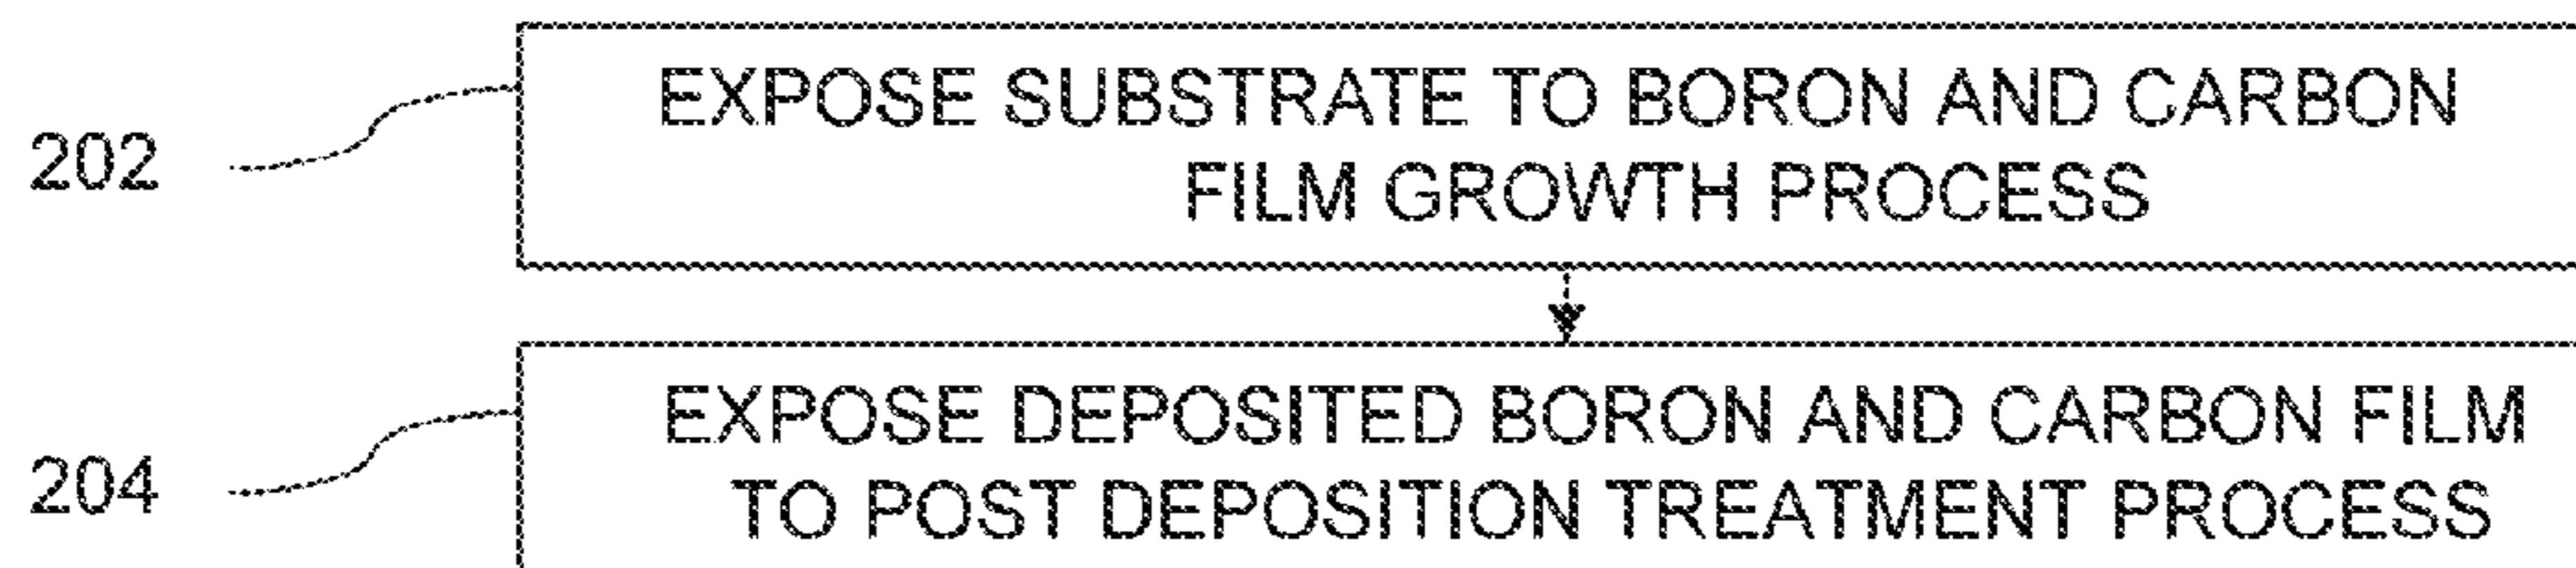 EXPOSE SUBSTRATE TO BORON AND CARBON
FILM GROWTH PROCESS
202
EXPOSE DEPOSITED BORON AND CARBON FILM
TO POST DEPOSITION TREATMENT PROCESS
204